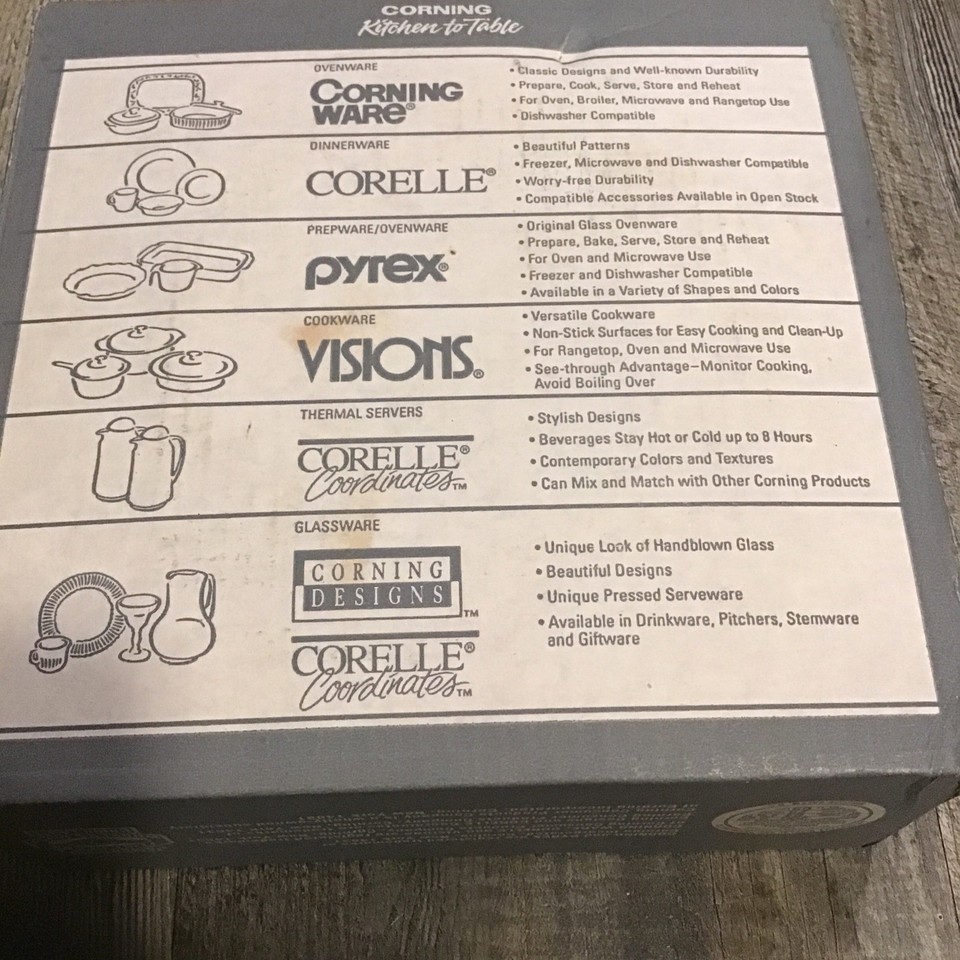 CORNING
Kitchen to Table
OVENWARE
CORNING
WARE®
• Classic Designs and Well-known Durability
• Prepare, Cook, Serve, Store and Reheat
• For Oven, Broiler, Microwave and Rangetop Use
• Dishwasher Compatible
DINNERWARE
CORELLE®
• Beautiful Patterns
• Freezer, Microwave and Dishwasher Compatible
• Worry-free Durability
• Compatible Accessories Available in Open Stock
PREPWARE/OVENWARE
pyrex®
• Original Glass Ovenware
• Prepare, Bake, Serve, Store and Reheat
• For Oven and Microwave Use
• Freezer and Dishwasher Compatible
• Available in a Variety of Shapes and Colors
COOKWARE
VISIONS®
• Versatile Cookware
• Non-Stick Surfaces for Easy Cooking and Clean-Up
• For Rangetop, Oven and Microwave Use
• See-through Advantage–Monitor Cooking,
Avoid Boiling Over
THERMAL SERVERS
CORELLE®
Coordinates™
• Stylish Designs
• Beverages Stay Hot or Cold up to 8 Hours
• Contemporary Colors and Textures
• Can Mix and Match with Other Corning Products
GLASSWARE
CORNING
DESIGNS™
CORELLE®
Coordinates™
• Unique Look of Handblown Glass
• Beautiful Designs
• Unique Pressed Serveware
• Available in Drinkware, Pitchers, Stemware
and Giftware